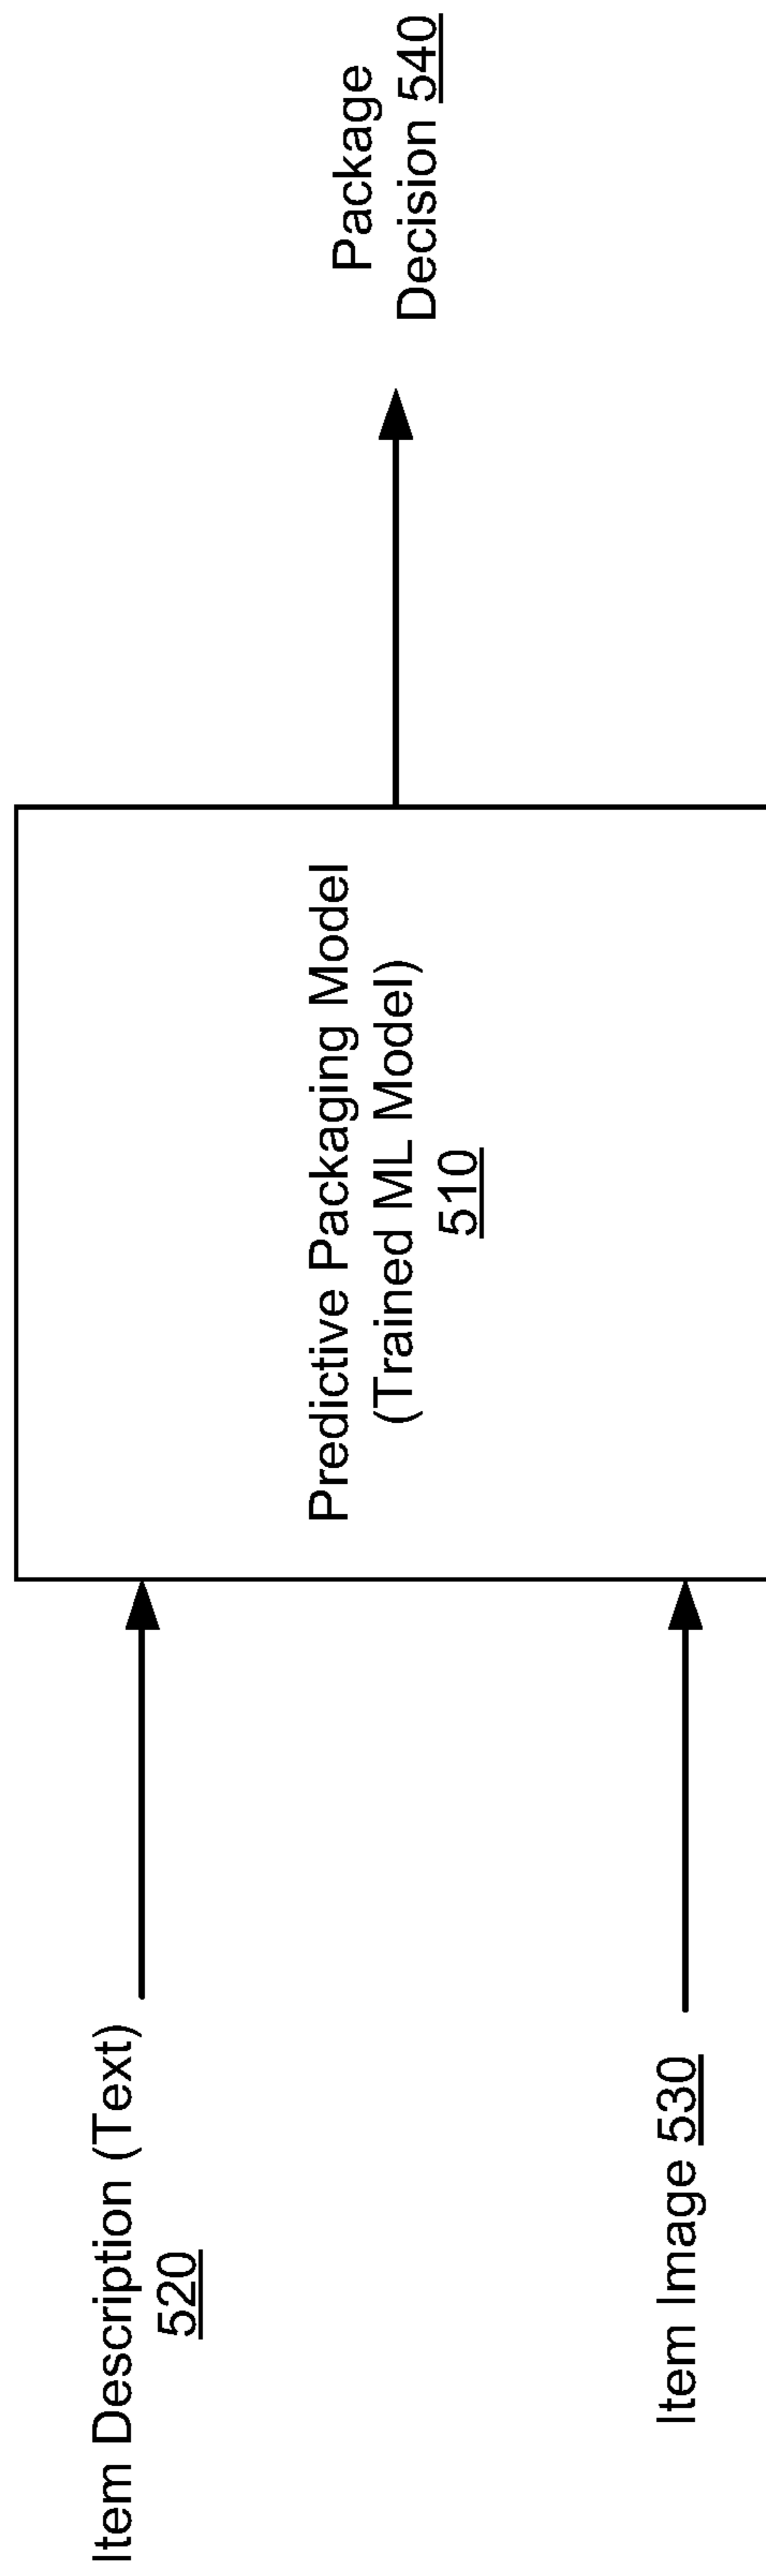 Item Description (Text)
520
Item Image 530
Predictive Packaging Model
(Trained ML Model)
510
Package
Decision 540